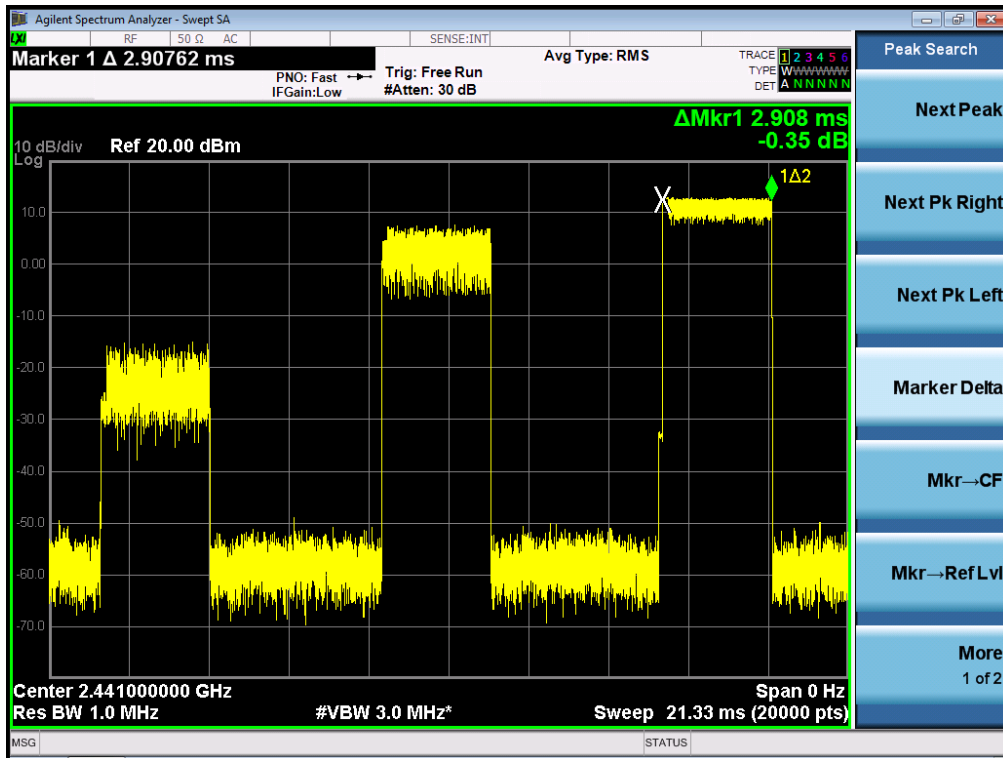 Agilent Spectrum Analyzer - Swept SA
LXI RF 50 Ω AC SENSE:INT
Marker 1 Δ 2.90762 ms
PNO: Fast
IFGain:Low
Trig: Free Run
#Atten: 30 dB
Avg Type: RMS
TRACE 1 2 3 4 5 6
TYPE W W W W W W
DET A N N N N N
ΔMkr1 2.908 ms
-0.35 dB
10 dB/div Ref 20.00 dBm
Log
1Δ2
10.0
0.00
-10.0
-20.0
-30.0
-40.0
-50.0
-60.0
-70.0
Center 2.441000000 GHz Span 0 Hz
Res BW 1.0 MHz #VBW 3.0 MHz* Sweep 21.33 ms (20000 pts)
MSG STATUS
Peak Search
Next Peak
Next Pk Right
Next Pk Left
Marker Delta
Mkr→CF
Mkr→Ref Lvl
More
1 of 2